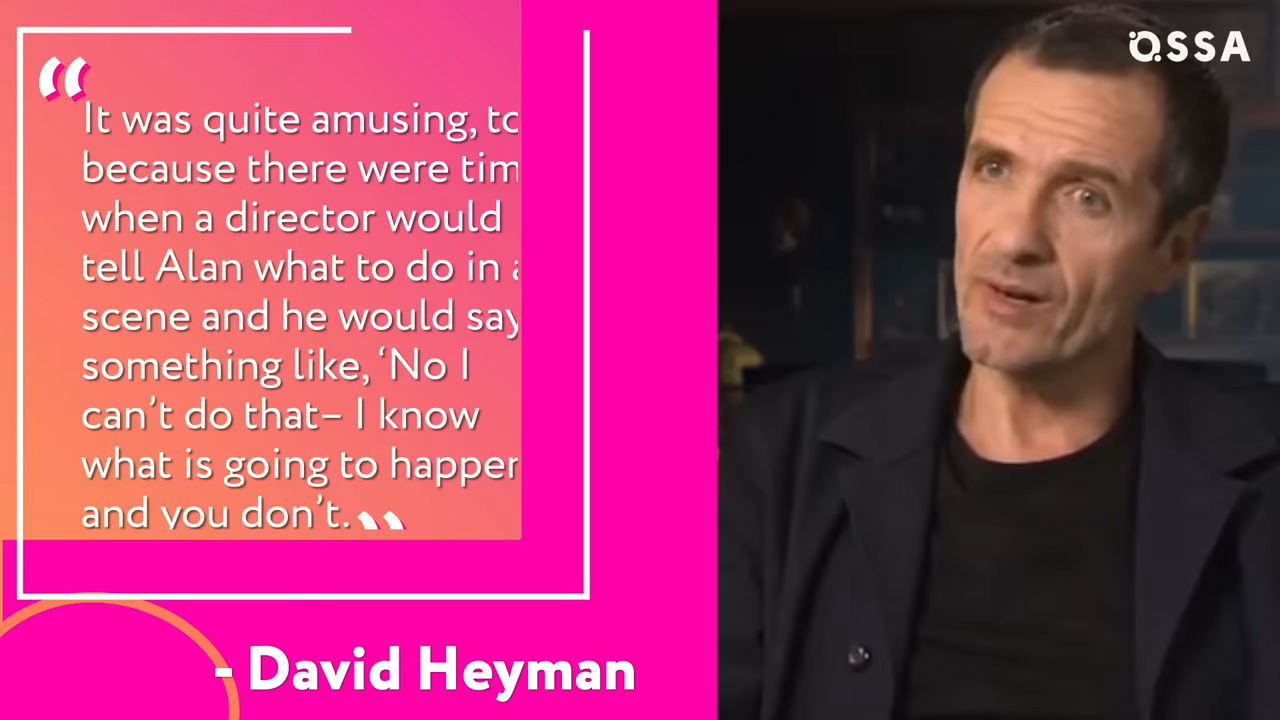 “
It was quite amusing, to
because there were tim
when a director would
tell Alan what to do in a
scene and he would say
something like, ‘No I
can’t do that– I know
what is going to happen
and you don’t.”
- David Heyman
OSSA